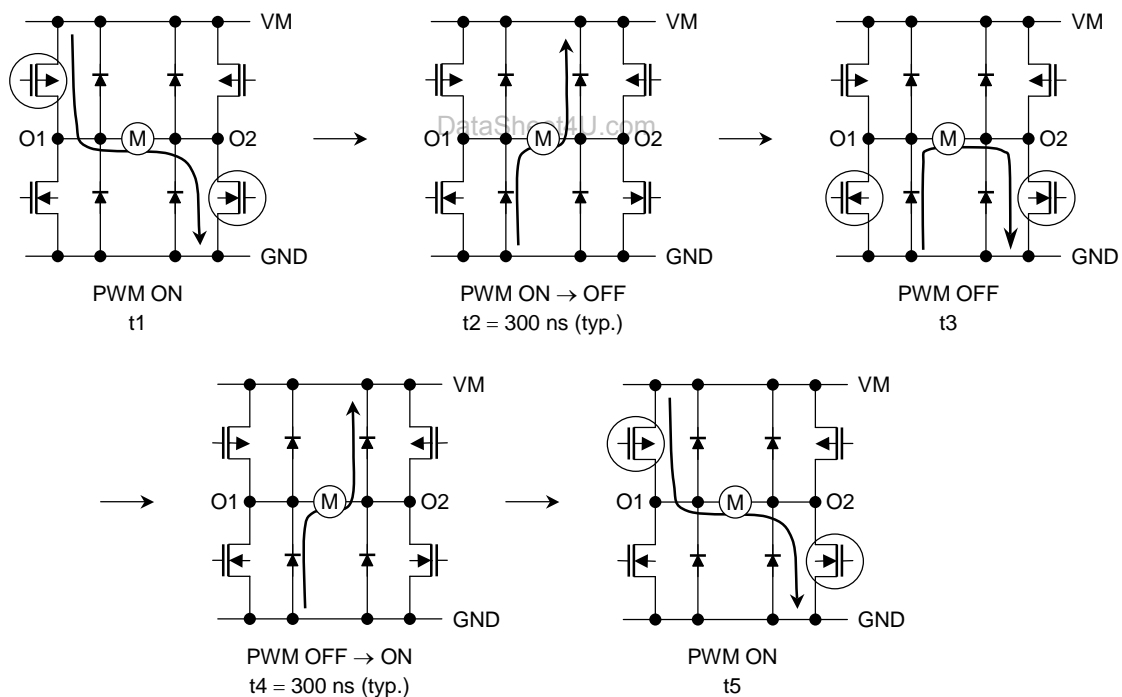 VM
VM
VM
M
M
M
DataSheet4U.com
O1
O2
O1
O2
O1
O2
GND
GND
GND
PWM ON
t1
PWM ON → OFF
t2 = 300 ns (typ.)
PWM OFF
t3
VM
VM
O1
M
O2
O1
M
O2
GND
GND
PWM OFF → ON
t4 = 300 ns (typ.)
PWM ON
t5